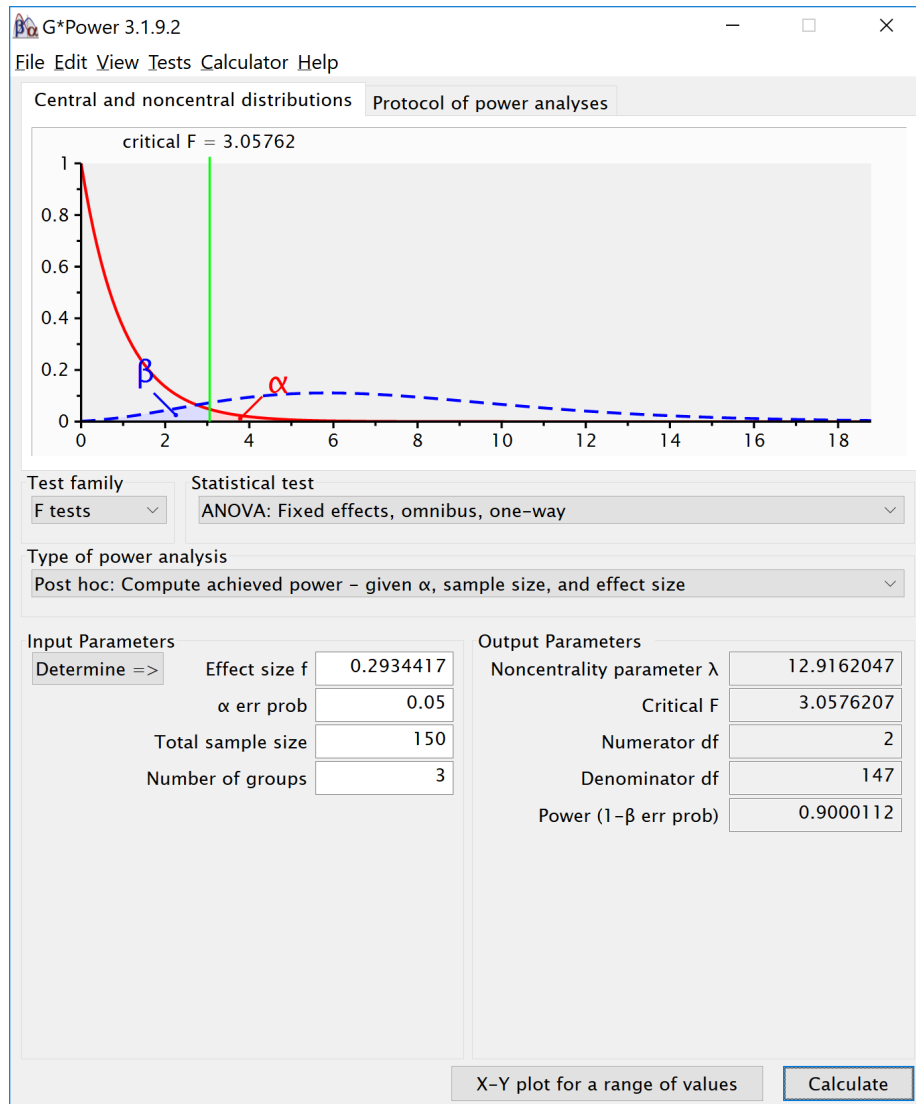 G*Power 3.1.9.2
File Edit View Tests Calculator Help
Central and noncentral distributions Protocol of power analyses
critical F = 3.05762
1
0.8
0.6
0.4
0.2
0
β
α
0 2 4 6 8 10 12 14 16 18
Test family Statistical test
F tests ANOVA: Fixed effects, omnibus, one-way
Type of power analysis
Post hoc: Compute achieved power – given α, sample size, and effect size
Input Parameters Output Parameters
Determine => Effect size f 0.2934417 Noncentrality parameter λ 12.9162047
α err prob 0.05 Critical F 3.0576207
Total sample size 150 Numerator df 2
Number of groups 3 Denominator df 147
Power (1-β err prob) 0.9000112
X-Y plot for a range of values Calculate